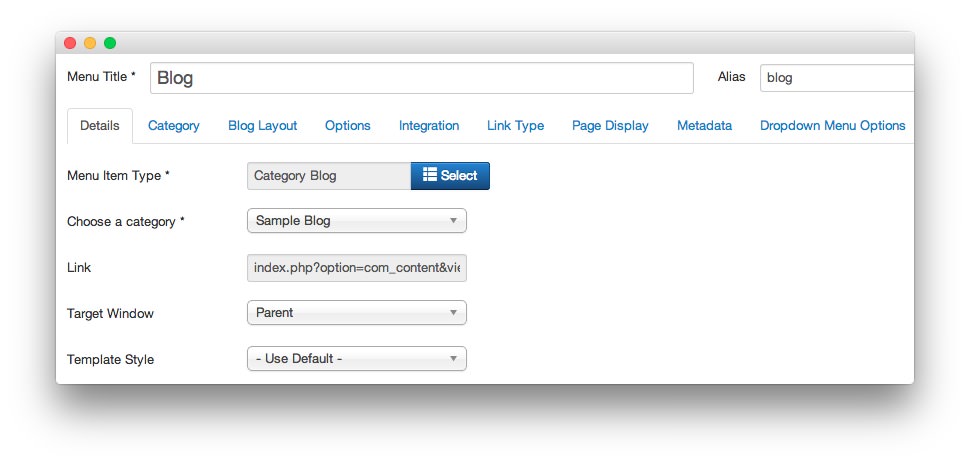 Menu Title * Blog Alias blog
Details Category Blog Layout Options Integration Link Type Page Display Metadata Dropdown Menu Options
Menu Item Type * Category Blog Select
Choose a category * Sample Blog
Link index.php?option=com_content&vie
Target Window Parent
Template Style - Use Default -